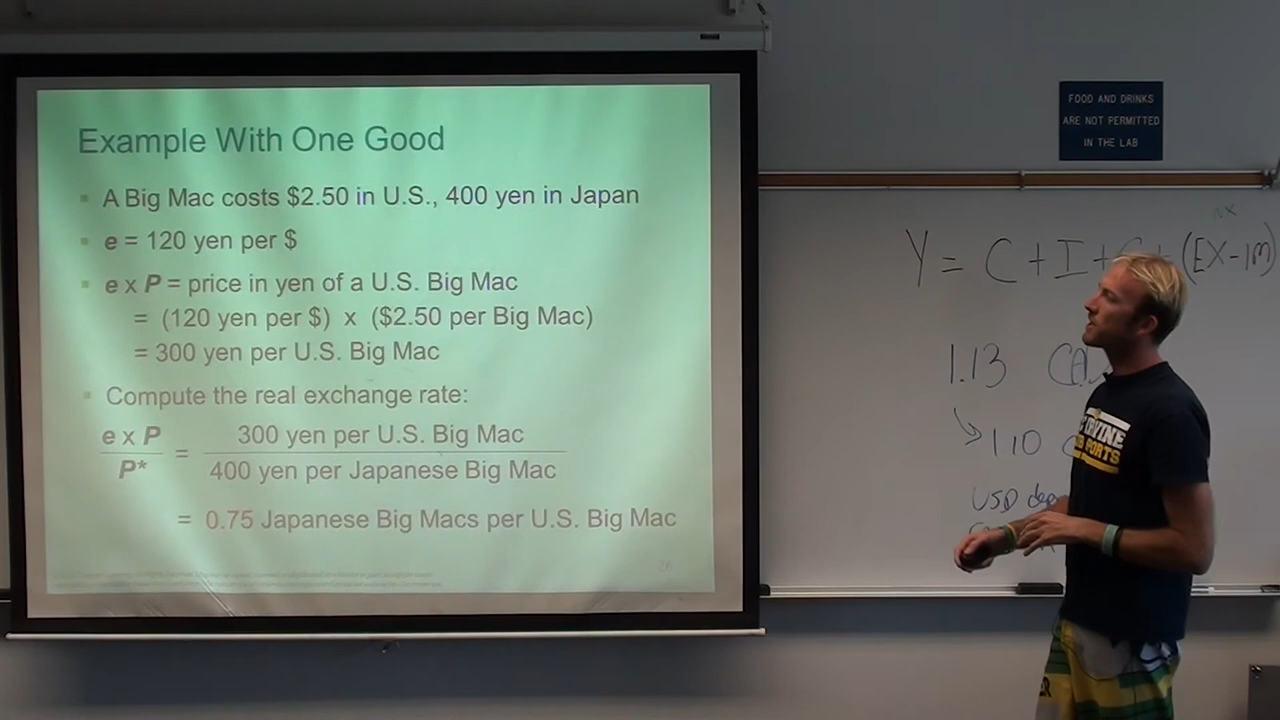 Example With One Good
A Big Mac costs $2.50 in U.S., 400 yen in Japan
e = 120 yen per $
e x P = price in yen of a U.S. Big Mac
= (120 yen per $) x ($2.50 per Big Mac)
= 300 yen per U.S. Big Mac
Compute the real exchange rate:
e x P
P*
=
300 yen per U.S. Big Mac
400 yen per Japanese Big Mac
= 0.75 Japanese Big Macs per U.S. Big Mac
26
FOOD AND DRINKS
ARE NOT PERMITTED
IN THE LAB
Y = C + I + G + (EX-IM)
1.13
1.10
USD